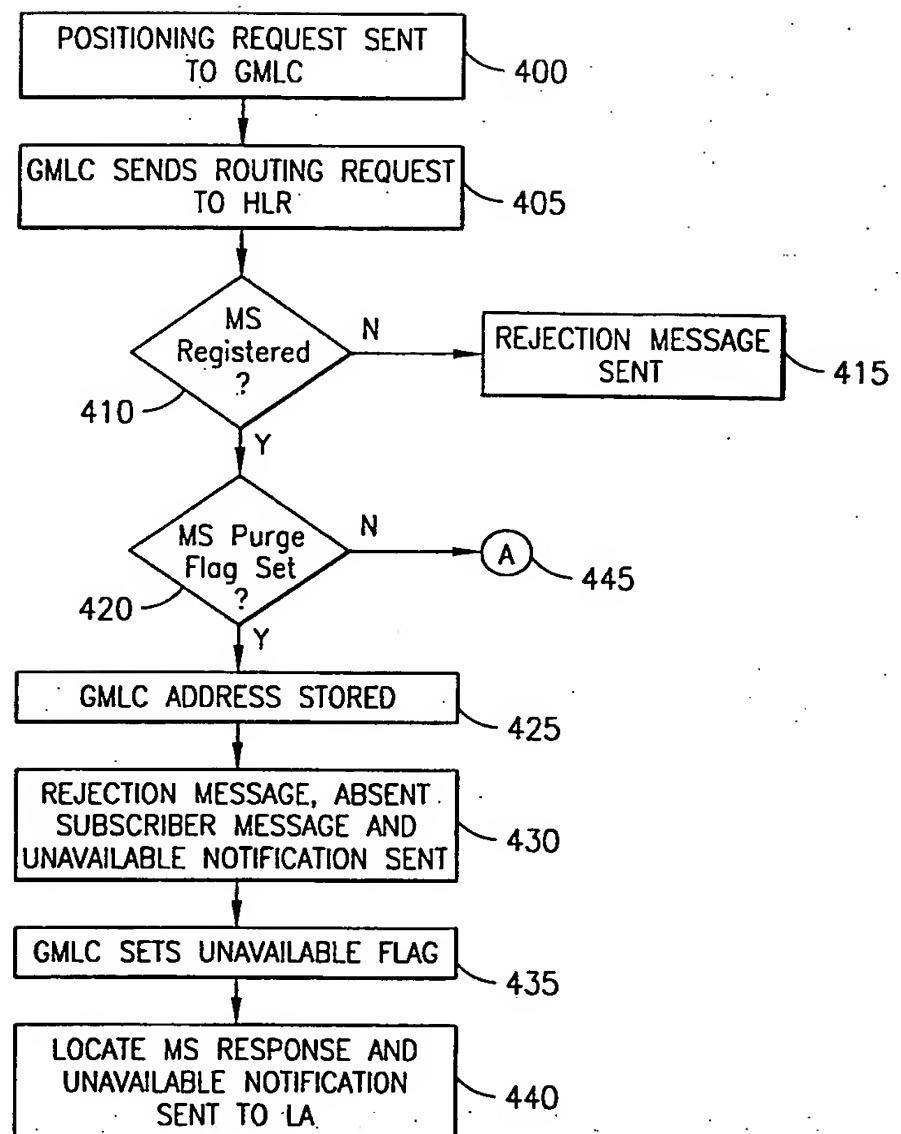 POSITIONING REQUEST SENT
TO GMLC
400
GMLC SENDS ROUTING REQUEST
TO HLR
405
MS
Registered
?
410
N
REJECTION MESSAGE
SENT
415
Y
MS Purge
Flag Set
?
420
N
A
445
Y
GMLC ADDRESS STORED
425
REJECTION MESSAGE, ABSENT
SUBSCRIBER MESSAGE AND
UNAVAILABLE NOTIFICATION SENT
430
GMLC SETS UNAVAILABLE FLAG
435
LOCATE MS RESPONSE AND
UNAVAILABLE NOTIFICATION
SENT TO LA
440